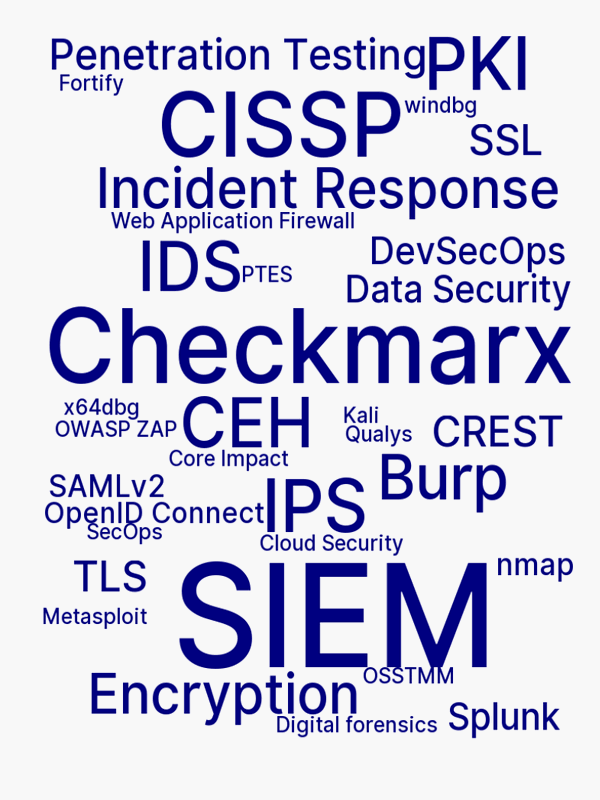 Penetration Testing
PKI
Fortify
CISSP
windbg
SSL
Incident Response
Web Application Firewall
IDS
PTES
DevSecOps
Data Security
Checkmarx
x64dbg
OWASP ZAP
CEH
Kali
Qualys
CREST
Core Impact
Burp
SAMLv2
OpenID Connect
IPS
SecOps
Cloud Security
TLS
SIEM
nmap
Metasploit
OSSTMM
Encryption
Digital forensics
Splunk